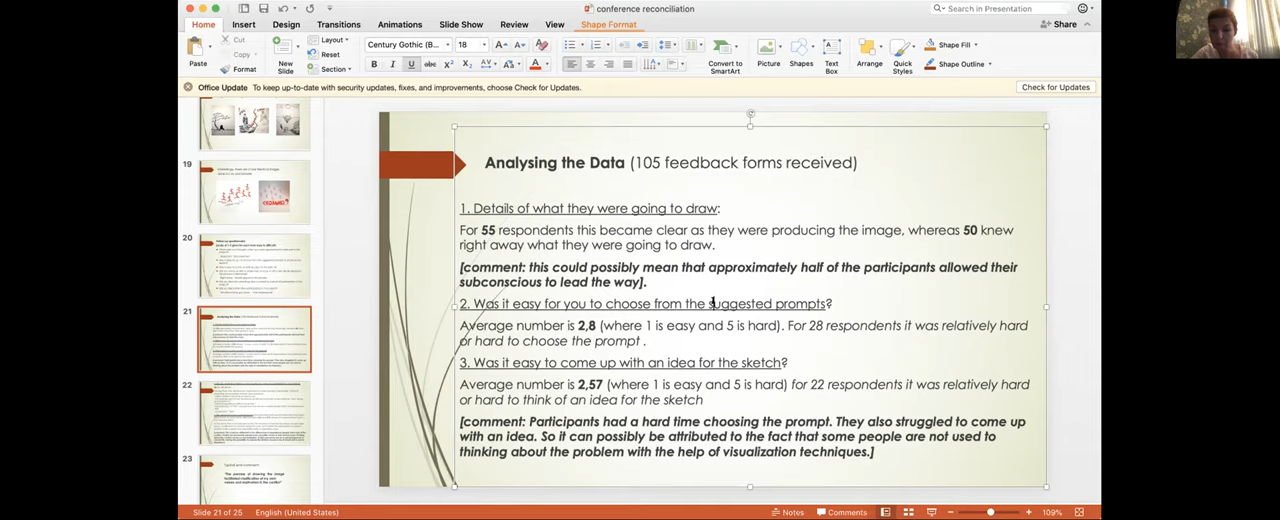 conference reconciliation
Search in Presentation
Home Insert Design Transitions Animations Slide Show Review View Shape Format
Share
Paste
Cut
Copy
Format
New
Slide
Layout
Reset
Section
Century Gothic (B... 18
B I U abc X² X₂ AV Aa A
Convert to
SmartArt
Picture
Shapes
Text
Box
Arrange
Quick
Styles
Shape Fill
Shape Outline
Office Update To keep up-to-date with security updates, fixes, and improvements, choose Check for Updates.
Check for Updates
19
20
21
22
23
Analysing the Data (105 feedback forms received)
1. Details of what they were going to draw:
For 55 respondents this became clear as they were producing the image, whereas 50 knew
right away what they were going to draw.
[comment: this could possibly mean that approximately half of the participants allowed their
subconscious to lead the way].
2. Was it easy for you to choose from the suggested prompts?
Average number is 2,8 (where 1 is easy and 5 is hard). For 28 respondents it was relatively hard
or hard to choose the prompt .
3. Was it easy to come up with an idea for the sketch?
Average number is 2,57 (where 1 is easy and 5 is hard) for 22 respondents it was relatively hard
or hard to think of an idea for the sketch.
[comment: Participants had a hard time choosing the prompt. They also struggled to come up
with an idea. So it can possibly be linked to the fact that some people are not used to
thinking about the problem with the help of visualization techniques.]
Slide 21 of 25 English (United States)
Notes Comments 109%